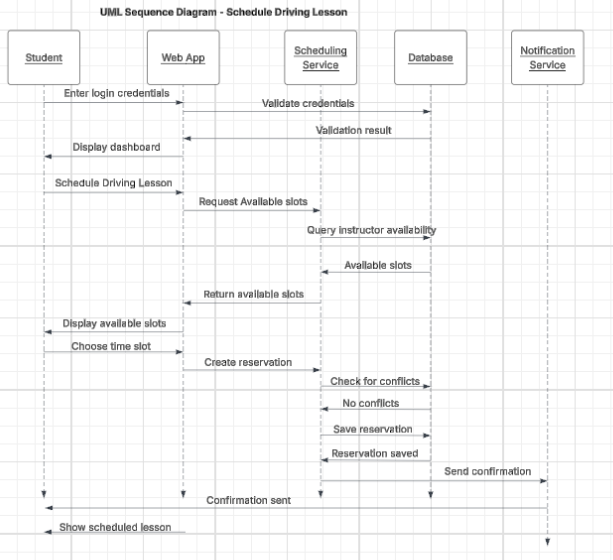 UML Sequence Diagram - Schedule Driving Lesson
Student
Web App
Scheduling
Service
Database
Notification
Service
Enter login credentials
Validate credentials
Validation result
Display dashboard
Schedule Driving Lesson
Request Available slots
Query instructor availability
Available slots
Return available slots
Display available slots
Choose time slot
Create reservation
Check for conflicts
No conflicts
Save reservation
Reservation saved
Send confirmation
Confirmation sent
Show scheduled lesson